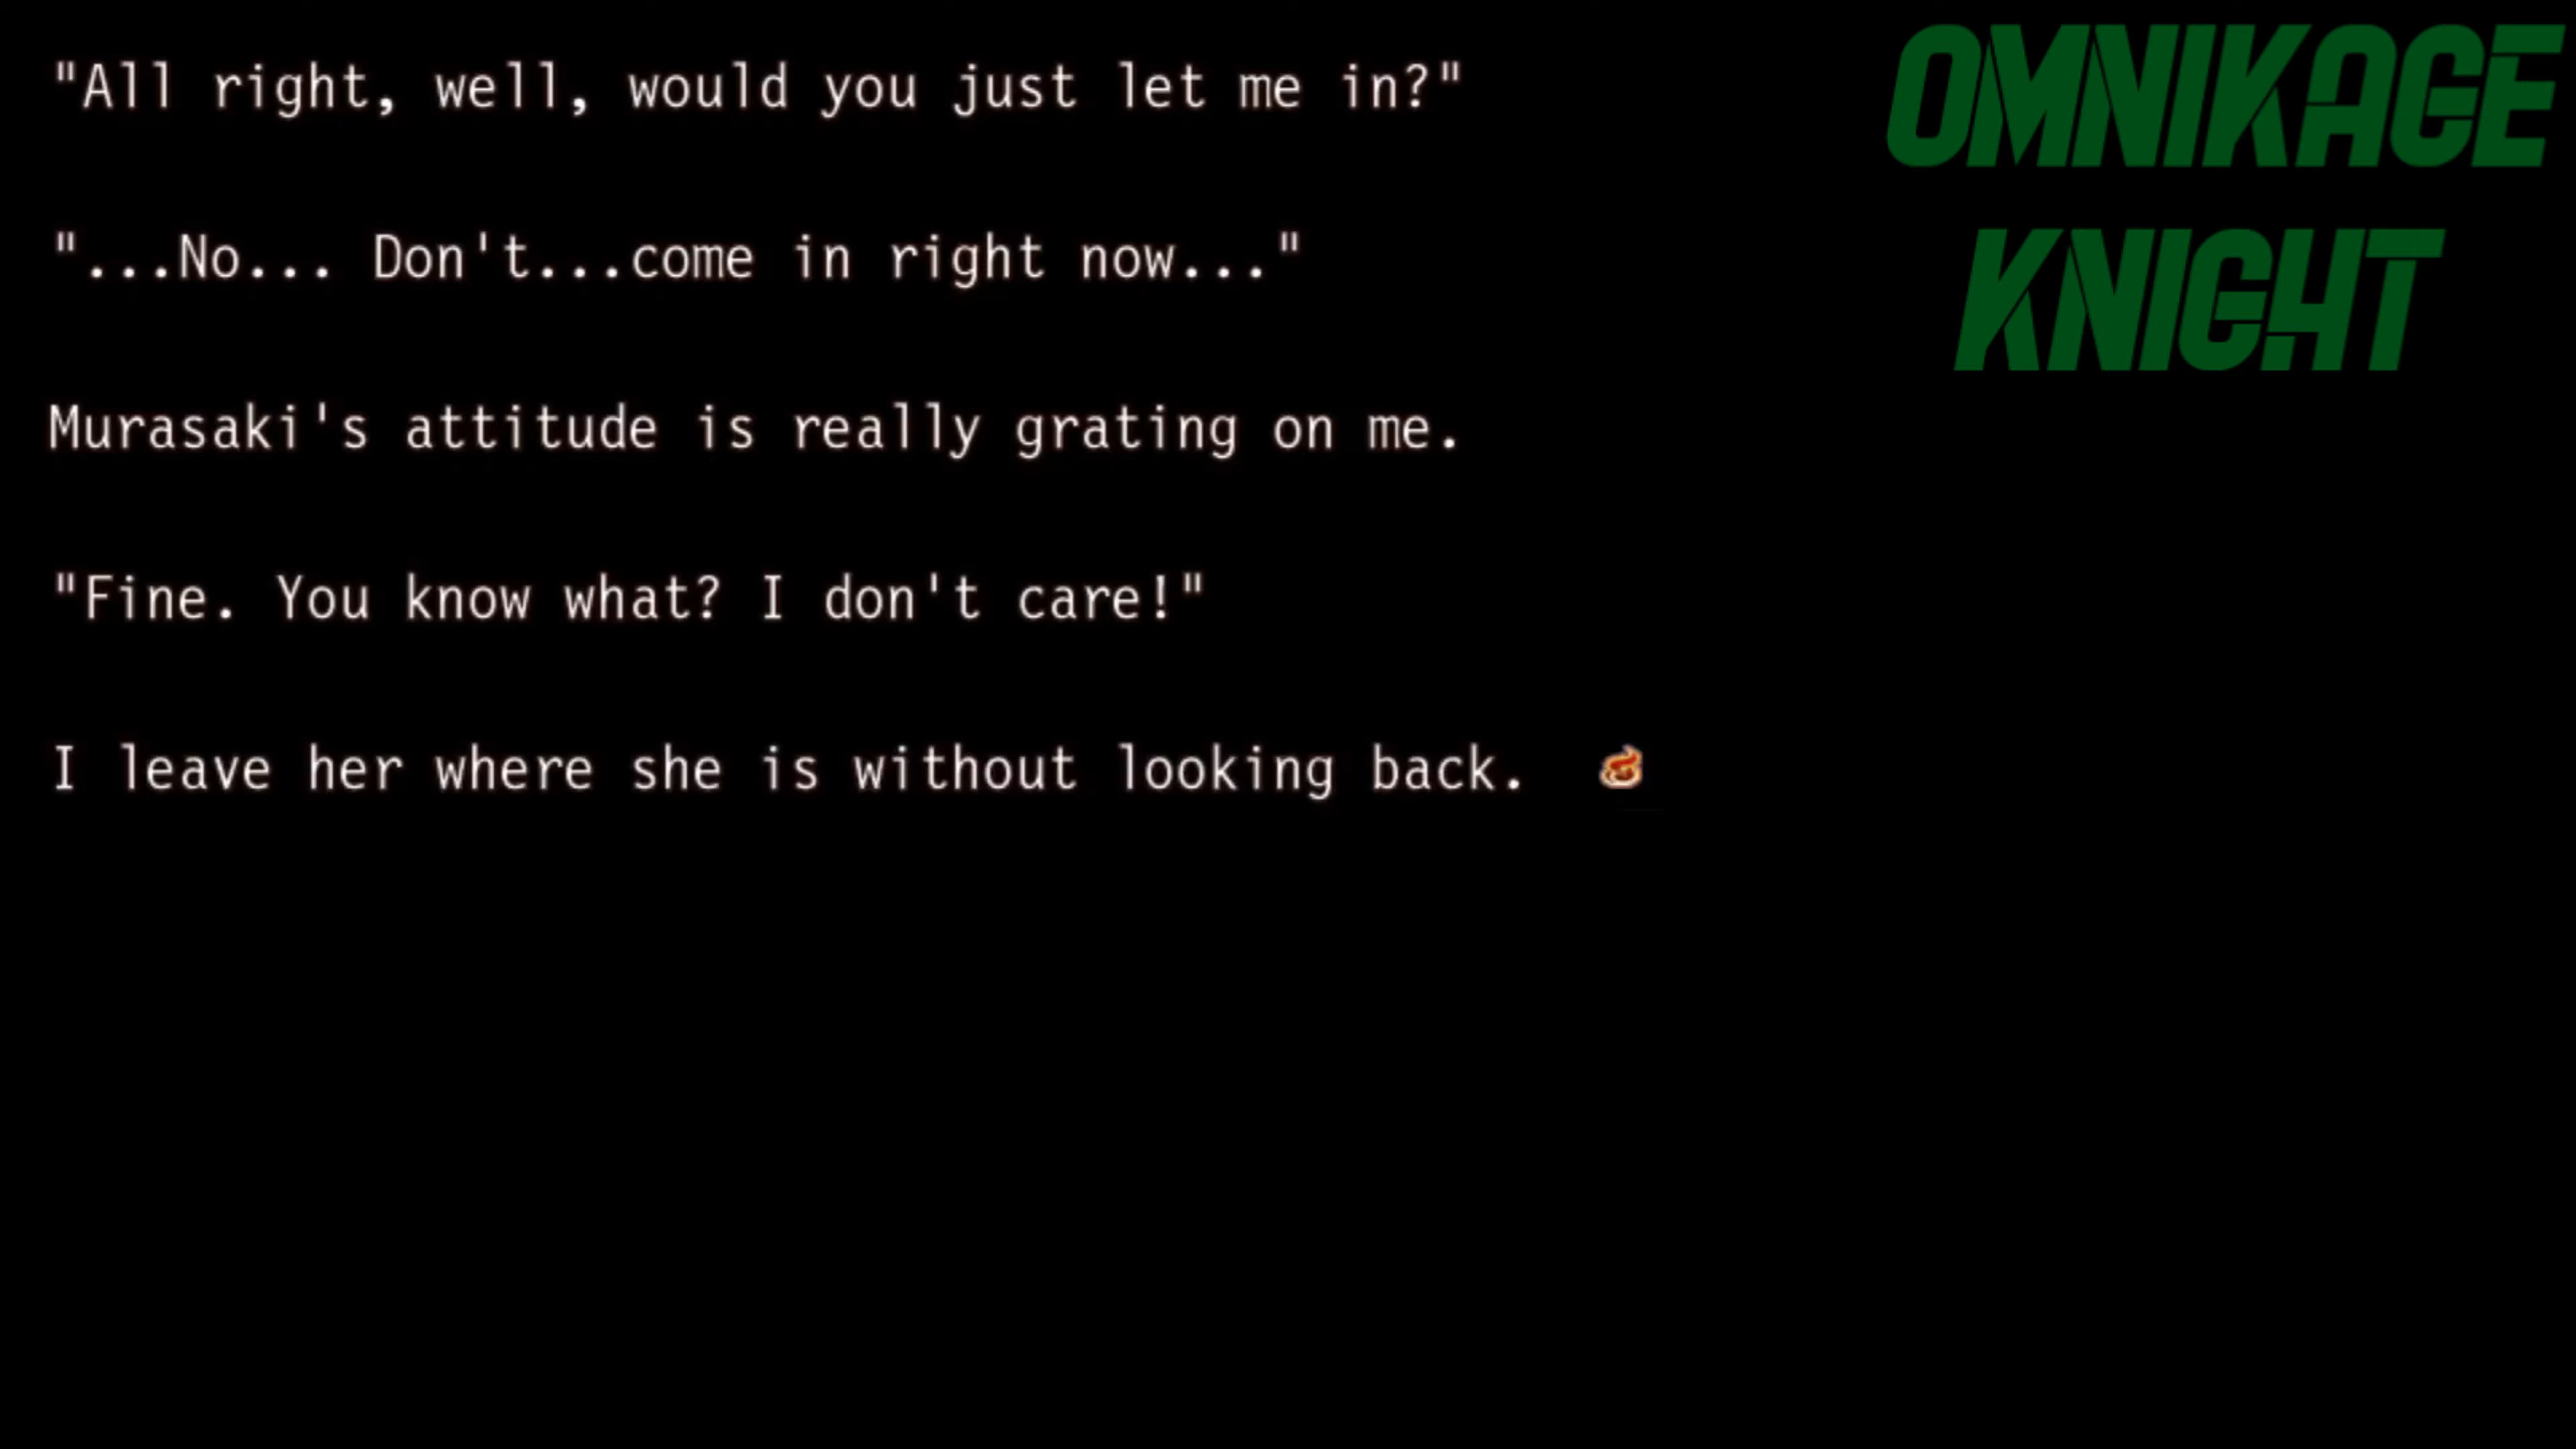 "All right, well, would you just let me in?"
OMNIKAGE
KNIGHT
"...No... Don't...come in right now..."
Murasaki's attitude is really grating on me.
"Fine. You know what? I don't care!"
I leave her where she is without looking back.